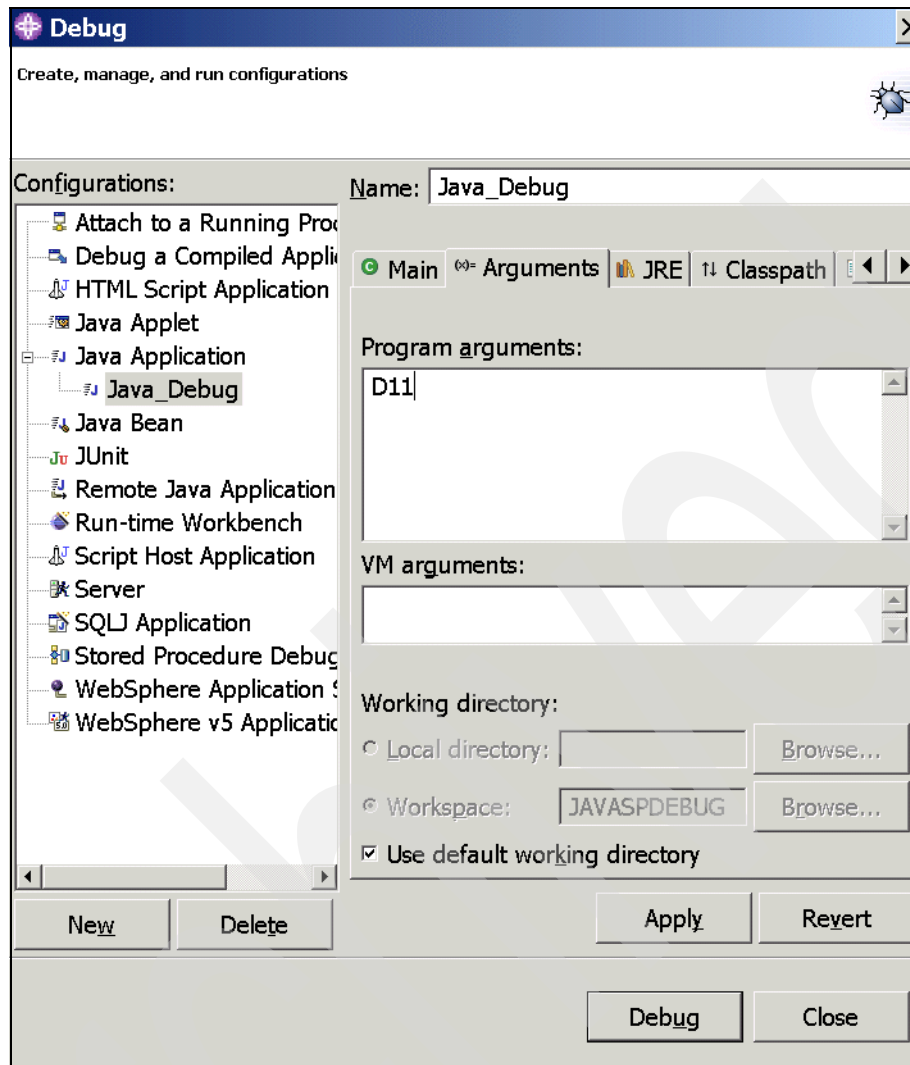 Debug
Create, manage, and run configurations
Configurations:
Attach to a Running Proc
Debug a Compiled Appli
HTML Script Application
Java Applet
Java Application
Java_Debug
Java Bean
JUnit
Remote Java Application
Run-time Workbench
Script Host Application
Server
SQLJ Application
Stored Procedure Debug
WebSphere Application S
WebSphere v5 Applicatio
New Delete
Name: Java_Debug
Main (x)= Arguments JRE Classpath
Program arguments:
D11
VM arguments:
Working directory:
Local directory: Browse...
Workspace: JAVASPDEBUG Browse...
Use default working directory
Apply Revert
Debug Close